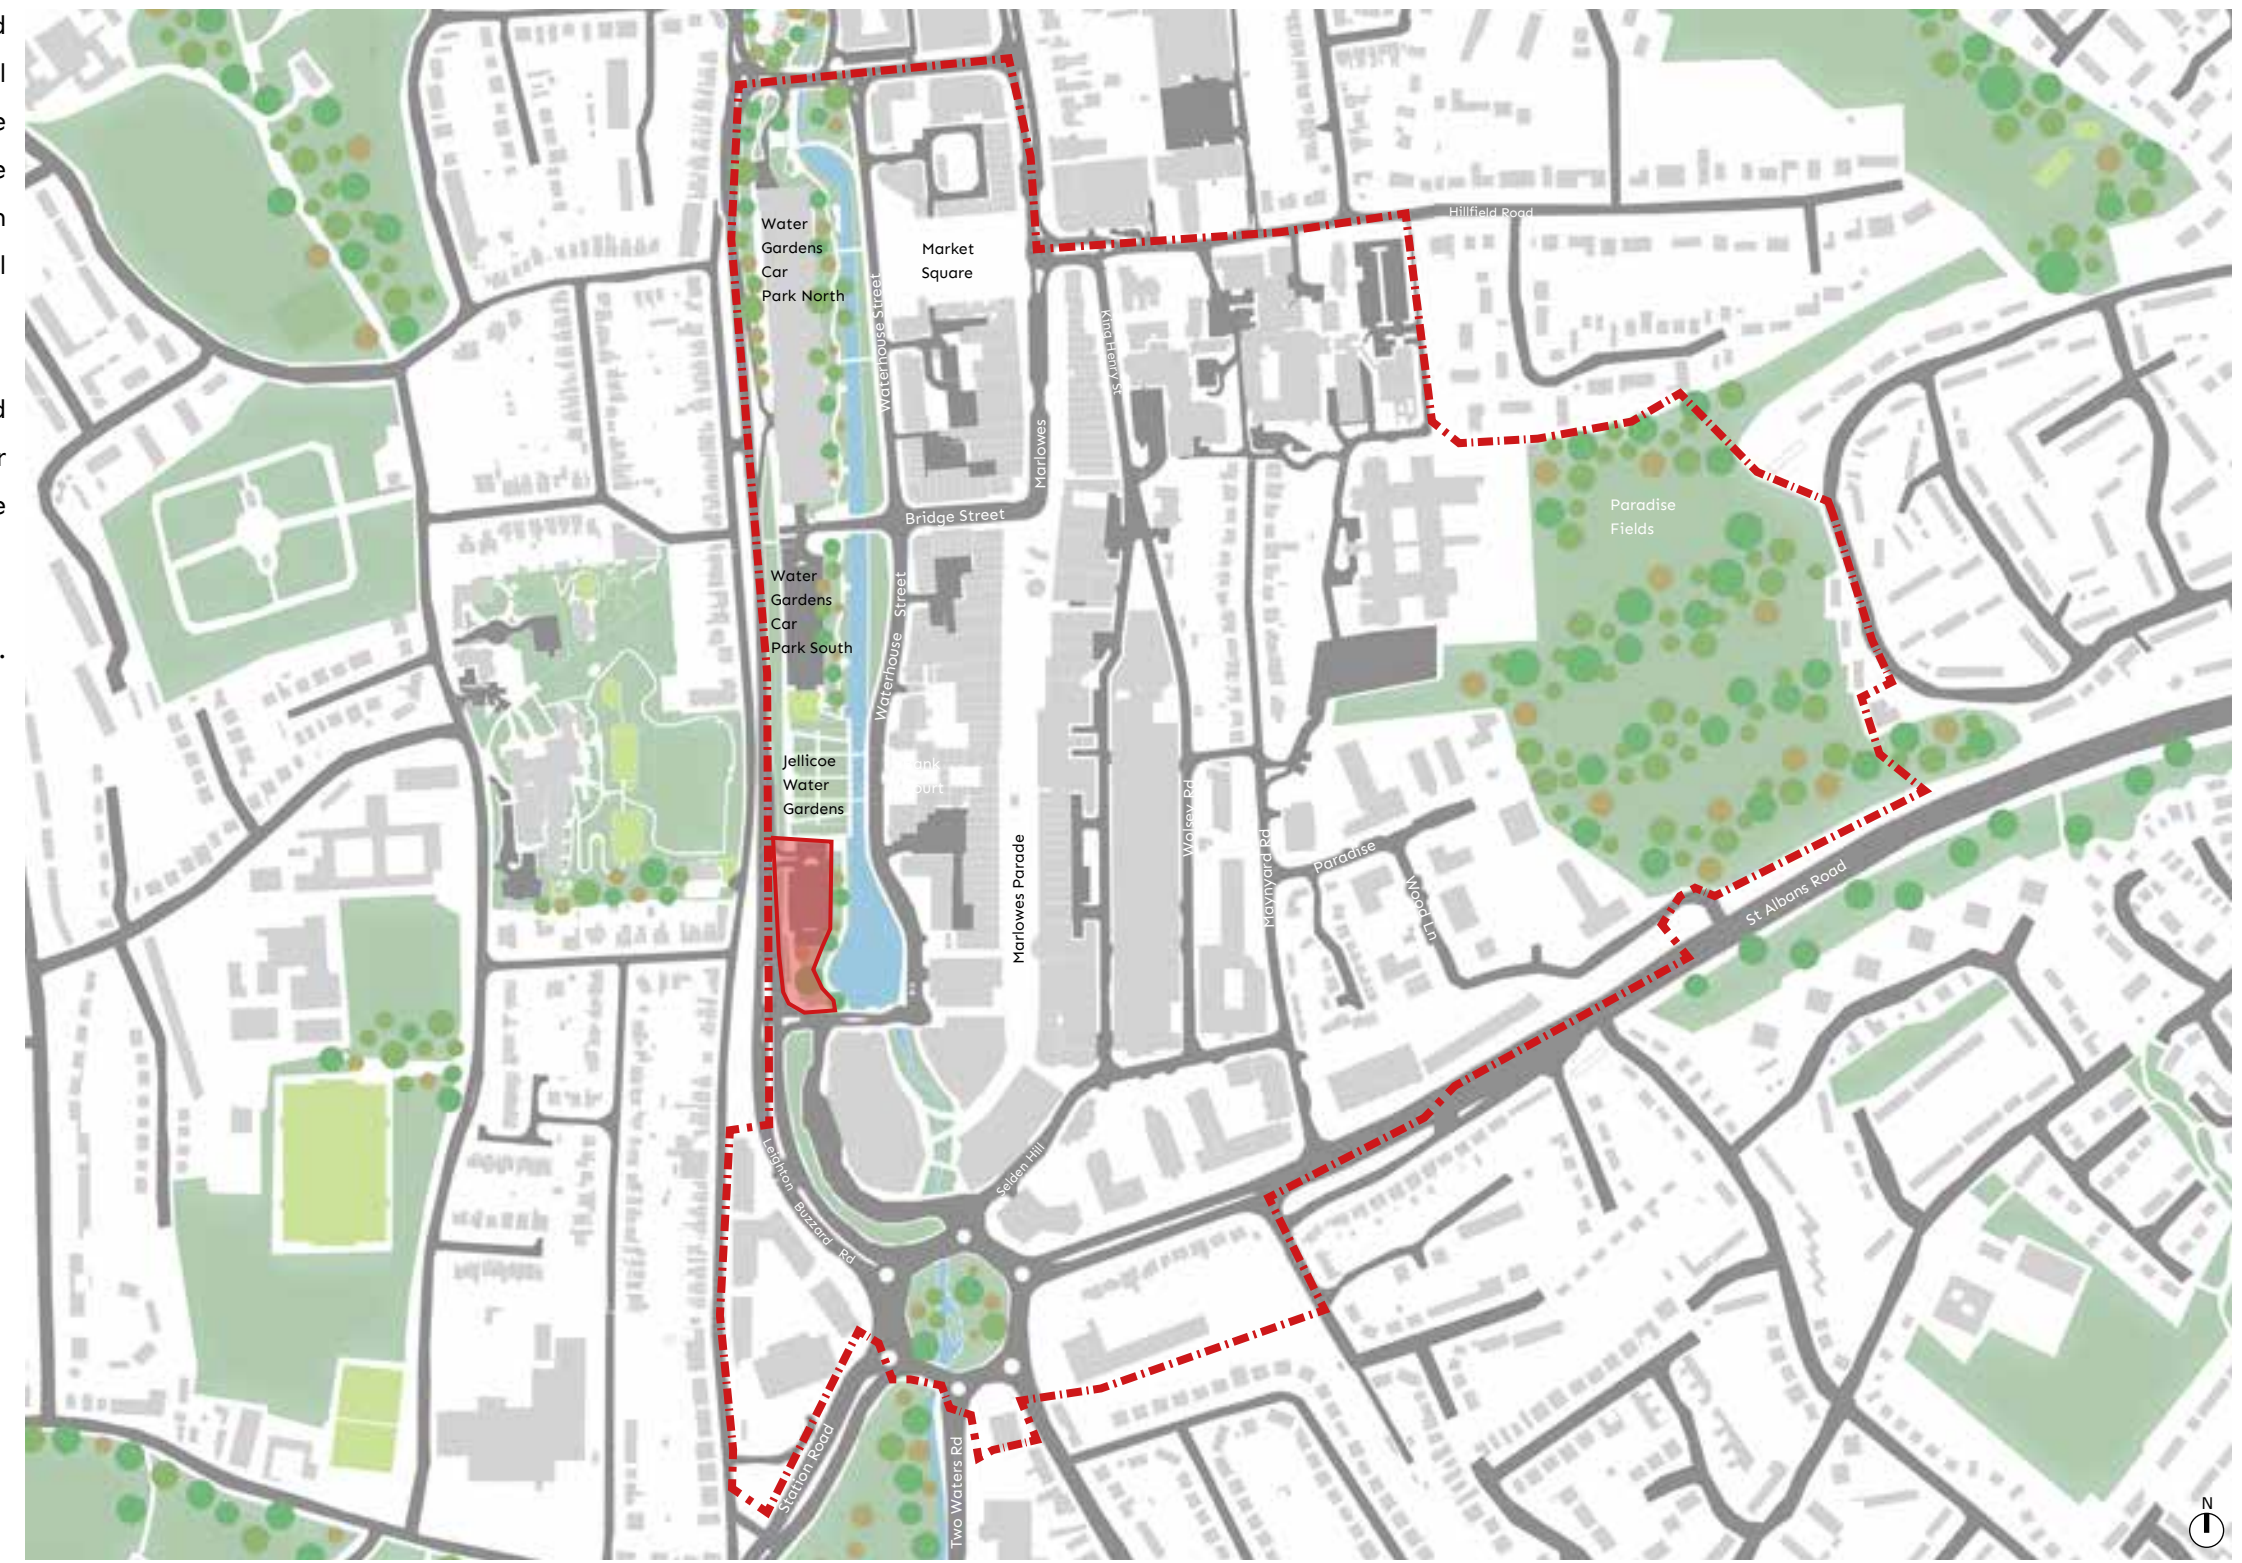 d
l
e
e
n
l
d
r
e
.
Hillfield Road
Water
Gardens
Car
Park North
Market
Square
Waterhouse Street
King Henry St
Marlowes
Bridge Street
Paradise
Fields
Water
Gardens
Car
Park South
Waterhouse Street
Jellicoe
Water
Gardens
ank
ourt
Marlowes Parade
Wolsey Rd
Maynyard Rd
Paradise
Wood Ln
St Albans Road
Leighton Buzzard Rd
Selden Hill
Station Road
Two Waters Rd
N